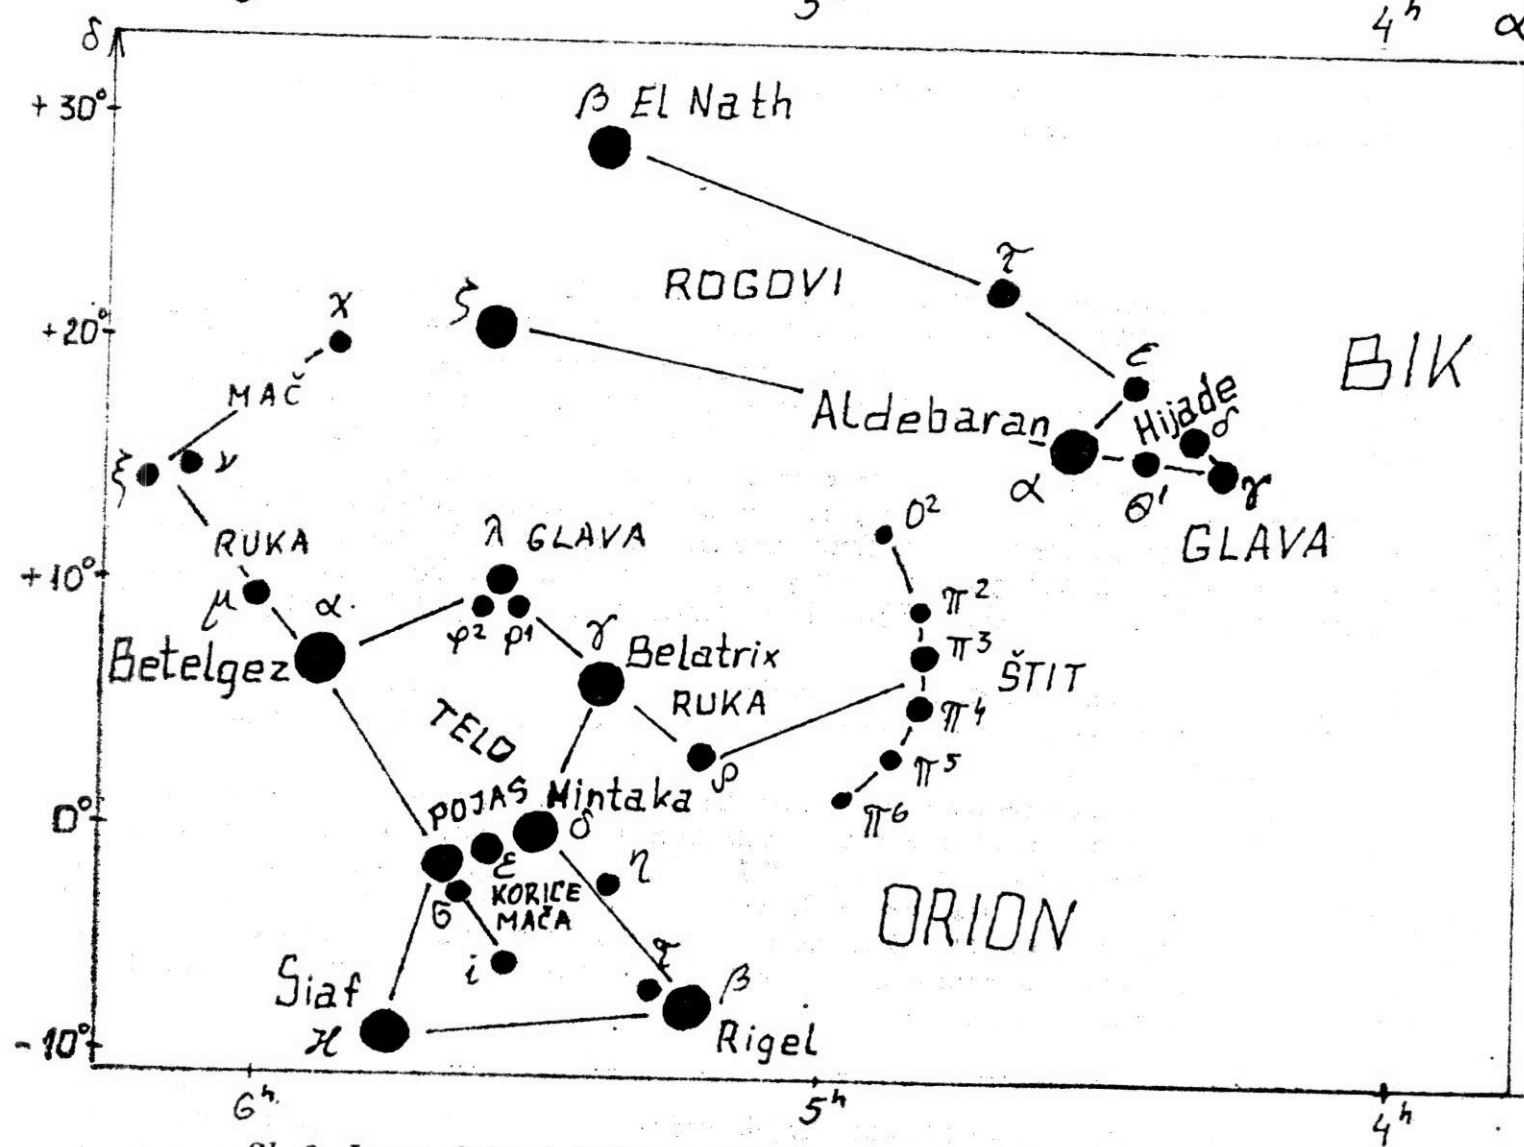 5
4ʰ α
δ
+30°
β El Nath
τ
ROGOVI
ζ
χ
+20°
ε
BIK
MAČ
Aldebaran
Hijade
δ
ξ
ν
α
Θ¹
γ
GLAVA
O²
RUKA
λ GLAVA
+10°
μ
α
φ² φ¹
γ
π²
Betelgez
Belatrix
π³
ŠTIT
RUKA
π⁴
TELO
ρ
π⁵
POJAS
Mintaka
δ
π⁶
0°
ε
η
KORICE
MAČA
σ
ORION
i
τ
β
Siaf
ϰ
Rigel
-10°
6ʰ
5ʰ
4ʰ